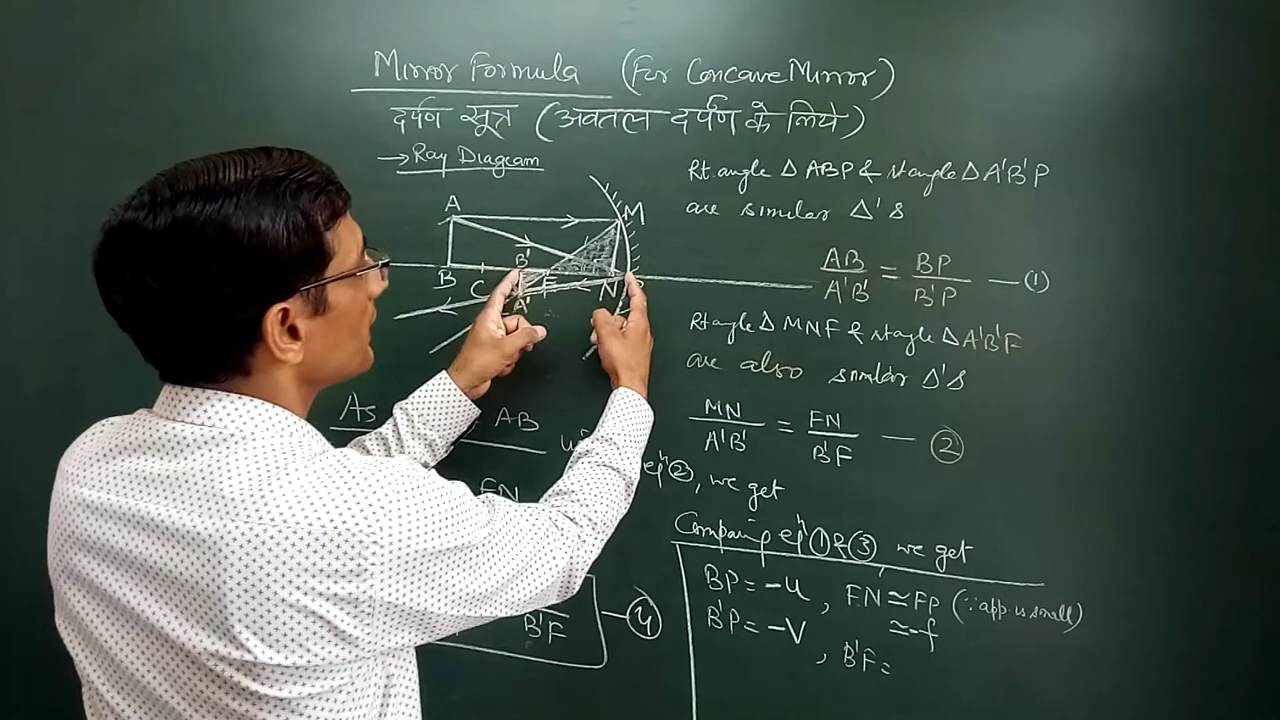 Mirror Formula (For Concave Mirror)
दर्पण सूत्र (अवतल दर्पण के लिये)
→ Ray Diagram
A
M
B
C
B'
F
N
A'
As
AB
FN
B'F
4
Rt angle Δ ABP & rt angle Δ A'B'P
are similar Δ's
AB/A'B' = BP/B'P — (1)
Rt angle Δ MNF & rt angle Δ A'B'F
are also similar Δ's
MN/A'B' = FN/B'F — (2)
eqⁿ (2), we get
Comparing eqⁿ (1) & (3), we get
BP = -u, FN ≃ FP (∵ app. is small)
≃ -f
B'P = -v, B'F =